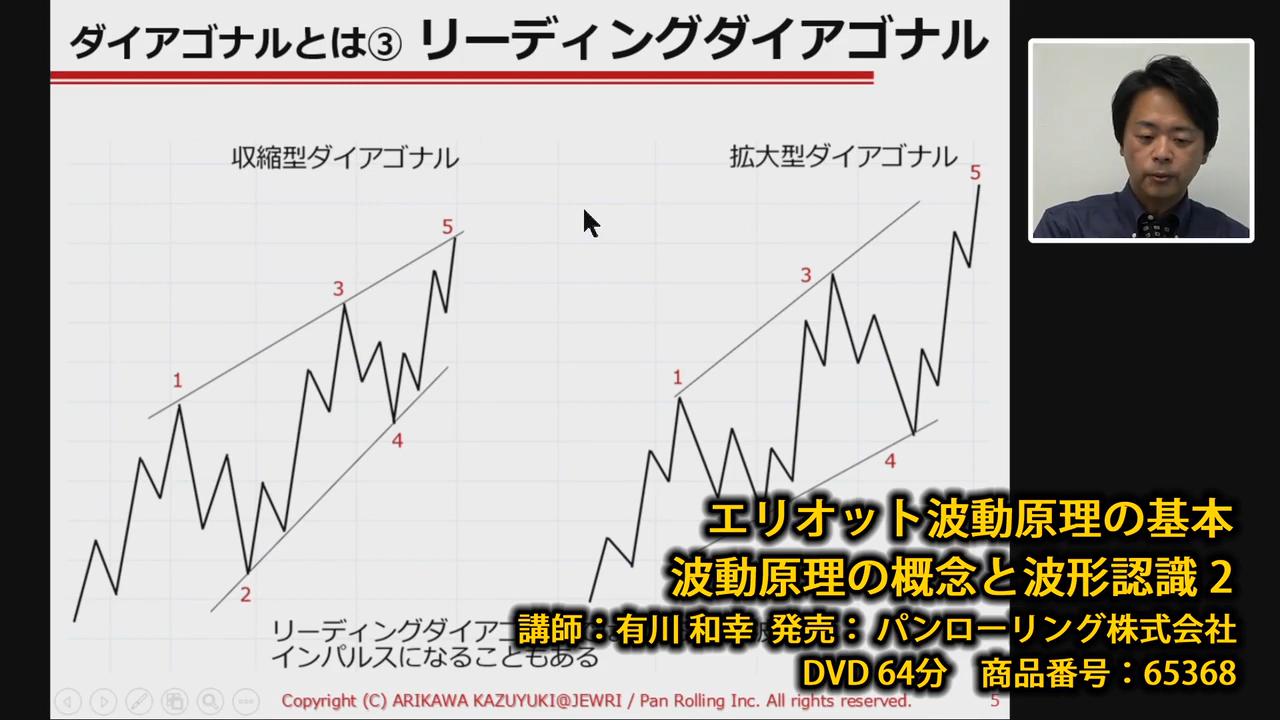 ダイアゴナルとは③ リーディングダイアゴナル
収縮型ダイアゴナル
拡大型ダイアゴナル
5
5
3
3
1
1
4
4
2
エリオット波動原理の基本
波動原理の概念と波形認識 2
リーディングダイアゴ
講師：有川 和幸 発売： パンローリング株式会社
インパルスになることもある
DVD 64分 商品番号：65368
Copyright (C) ARIKAWA KAZUYUKI@JEWRI / Pan Rolling Inc. All rights reserved.
5